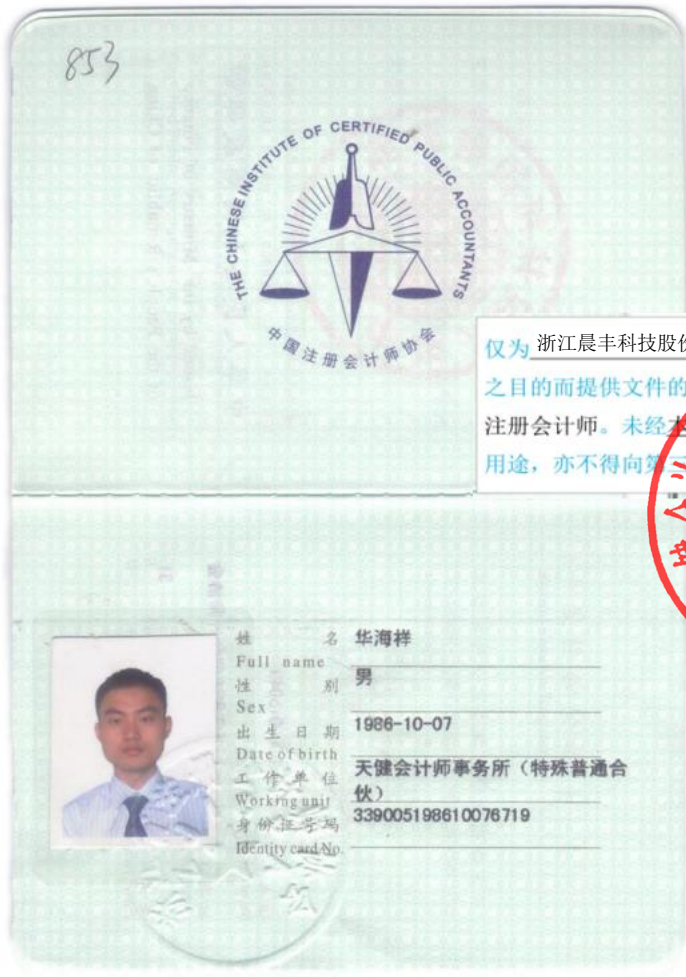 853
THE CHINESE INSTITUTE OF CERTIFIED PUBLIC ACCOUNTANTS
中国注册会计师协会
仅为 浙江晨丰科技股份
之目的而提供文件的
注册会计师。未经本
用途，亦不得向第三
姓 名 华海祥
Full name
性 别 男
Sex
出生日期 1986-10-07
Date of birth
工作单位 天健会计师事务所（特殊普通合
Working unit 伙）
身份证号码 339005198610076719
Identity card No.